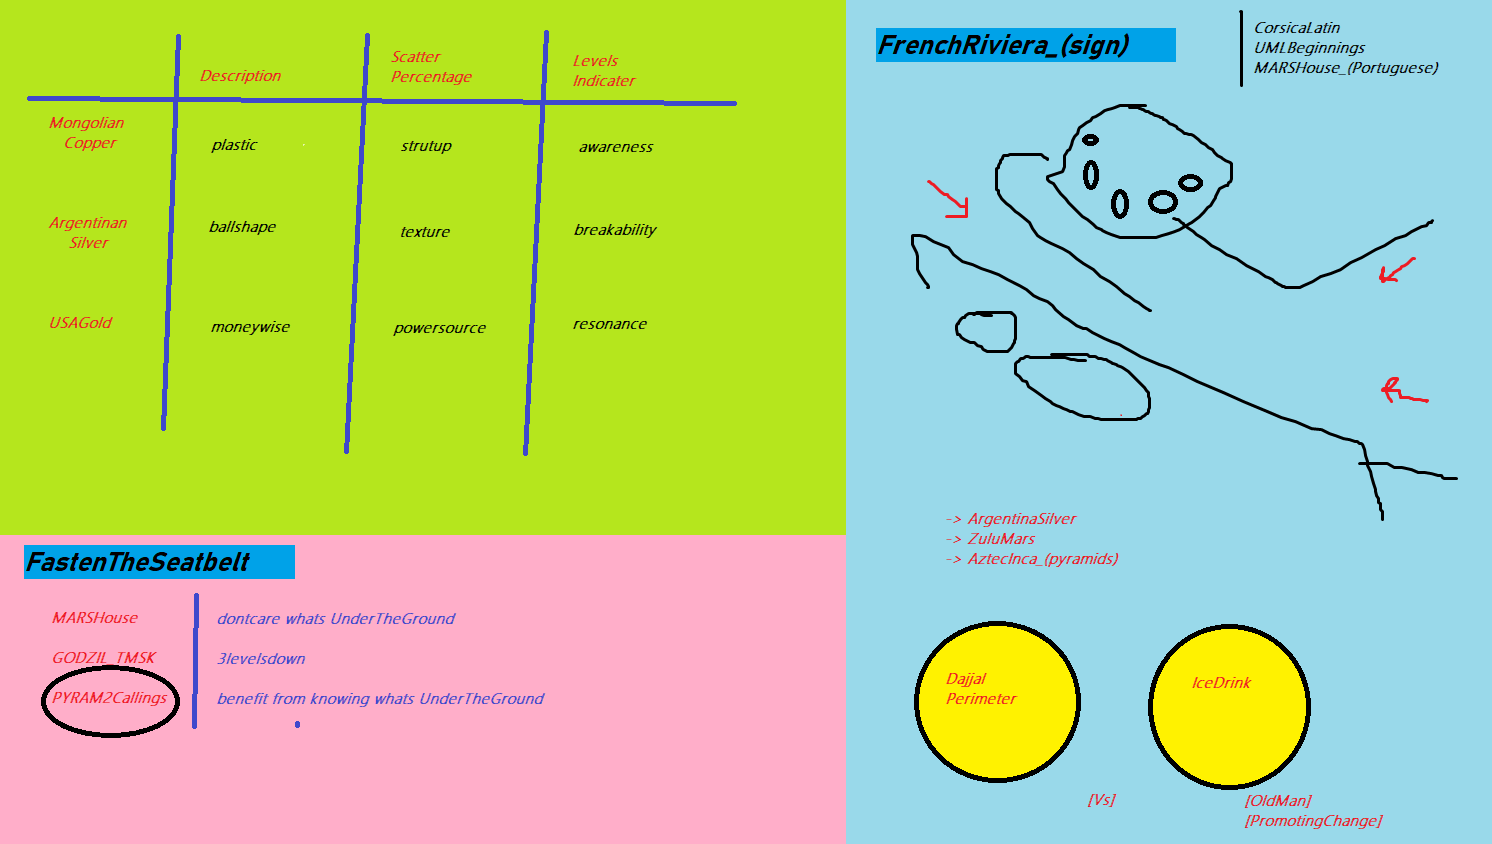 Description
Scatter
Percentage
Levels
Indicater
Mongolian
Copper
plastic
strutup
awareness
Argentinan
Silver
ballshape
texture
breakability
USAGold
moneywise
powersource
resonance
FastenTheSeatbelt
MARSHouse
dontcare whats UnderTheGround
GODZIL_TMSK
3levelsdown
PYRAM2Callings
benefit from knowing whats UnderTheGround
FrenchRiviera_(sign)
CorsicaLatin
UMLBeginnings
MARSHouse_(Portuguese)
-> ArgentinaSilver
-> ZuluMars
-> AztecInca_(pyramids)
Dajjal
Perimeter
IceDrink
[Vs]
[OldMan]
[PromotingChange]